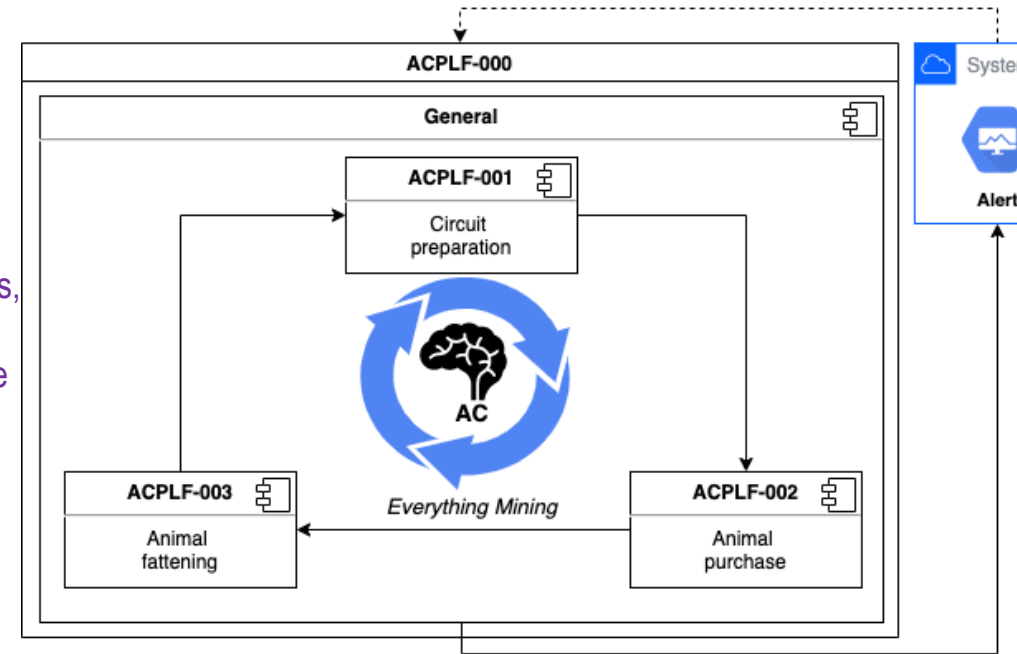 ACPLF-000
Syste
General
ACPLF-001
Circuit
preparation
Alert
s,
e
AC
ACPLF-003
Animal
fattening
Everything Mining
ACPLF-002
Animal
purchase